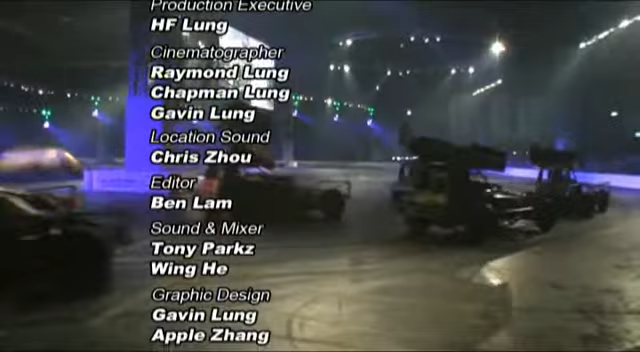 Production Executive
HF Lung
Cinematographer
Raymond Lung
Chapman Lung
Gavin Lung
Location Sound
Chris Zhou
Editor
Ben Lam
Sound & Mixer
Tony Parkz
Wing He
Graphic Design
Gavin Lung
Apple Zhang